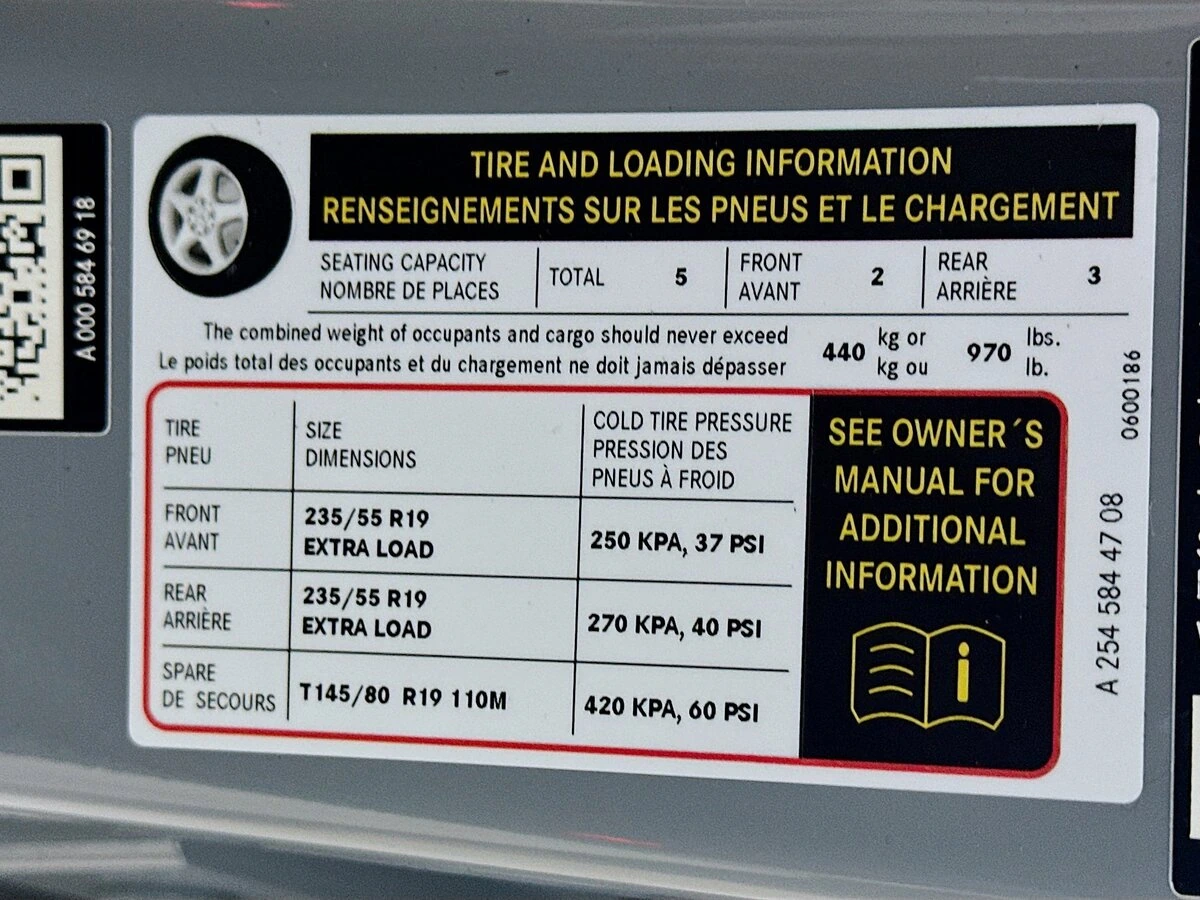 TIRE AND LOADING INFORMATION
RENSEIGNEMENTS SUR LES PNEUS ET LE CHARGEMENT
SEATING CAPACITY
NOMBRE DE PLACES
TOTAL 5
FRONT
AVANT
2
REAR
ARRIÈRE
3
The combined weight of occupants and cargo should never exceed
Le poids total des occupants et du chargement ne doit jamais dépasser
440
kg or
kg ou
970
lbs.
lb.
TIRE
PNEU
SIZE
DIMENSIONS
COLD TIRE PRESSURE
PRESSION DES
PNEUS À FROID
FRONT
AVANT
235/55 R19
EXTRA LOAD
250 KPA, 37 PSI
REAR
ARRIÈRE
235/55 R19
EXTRA LOAD
270 KPA, 40 PSI
SPARE
DE SECOURS
T145/80 R19 110M
420 KPA, 60 PSI
SEE OWNER´S
MANUAL FOR
ADDITIONAL
INFORMATION
0600186
A 254 584 47 08
A 000 584 69 18